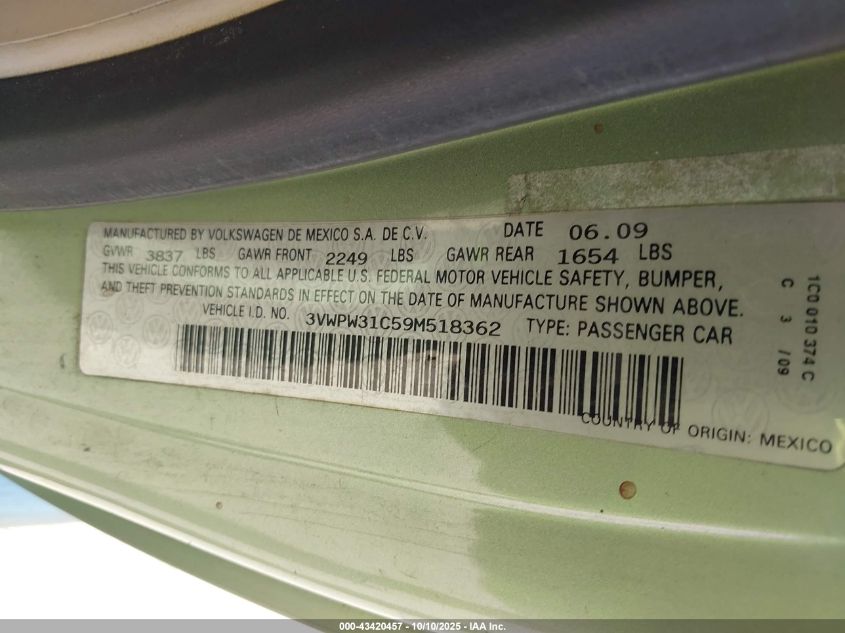 MANUFACTURED BY VOLKSWAGEN DE MEXICO S.A. DE C.V. DATE 06.09
GVWR 3837 LBS GAWR FRONT 2249 LBS GAWR REAR 1654 LBS
THIS VEHICLE CONFORMS TO ALL APPLICABLE U.S. FEDERAL MOTOR VEHICLE SAFETY, BUMPER,
AND THEFT PREVENTION STANDARDS IN EFFECT ON THE DATE OF MANUFACTURE SHOWN ABOVE.
VEHICLE I.D. NO. 3VWPW31C59M518362 TYPE: PASSENGER CAR
COUNTRY OF ORIGIN: MEXICO
1C0 010 374 C
C 3 /09
000-43420457 - 10/10/2025 - IAA Inc.